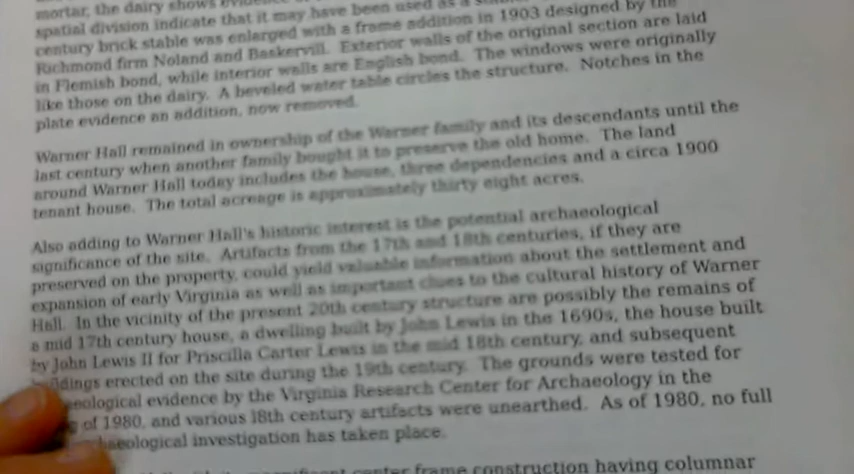 mortar, the dairy shows
spatial division indicate that it may have been used as a
century brick stable was enlarged with a frame addition in 1903 designed by the
Richmond firm Noland and Baskervill. Exterior walls of the original section are laid
in Flemish bond, while interior walls are English bond. The windows were originally
like those on the dairy. A beveled water table circles the structure. Notches in the
plate evidence an addition, now removed.
Warner Hall remained in ownership of the Warner family and its descendants until the
last century when another family bought it to preserve the old home. The land
around Warner Hall today includes the house, three dependencies and a circa 1900
tenant house. The total acreage is approximately thirty eight acres.
Also adding to Warner Hall's historic interest is the potential archaeological
significance of the site. Artifacts from the 17th and 18th centuries, if they are
preserved on the property, could yield valuable information about the settlement and
expansion of early Virginia as well as important clues to the cultural history of Warner
Hall. In the vicinity of the present 20th century structure are possibly the remains of
a mid 17th century house, a dwelling built by John Lewis in the 1690s, the house built
by John Lewis II for Priscilla Carter Lewis in the mid 18th century, and subsequent
erected on the site during the 19th century. The grounds were tested for
evidence by the Virginia Research Center for Archaeology in the
of 1980, and various 18th century artifacts were unearthed. As of 1980, no full
investigation has taken place.
center frame construction having columnar